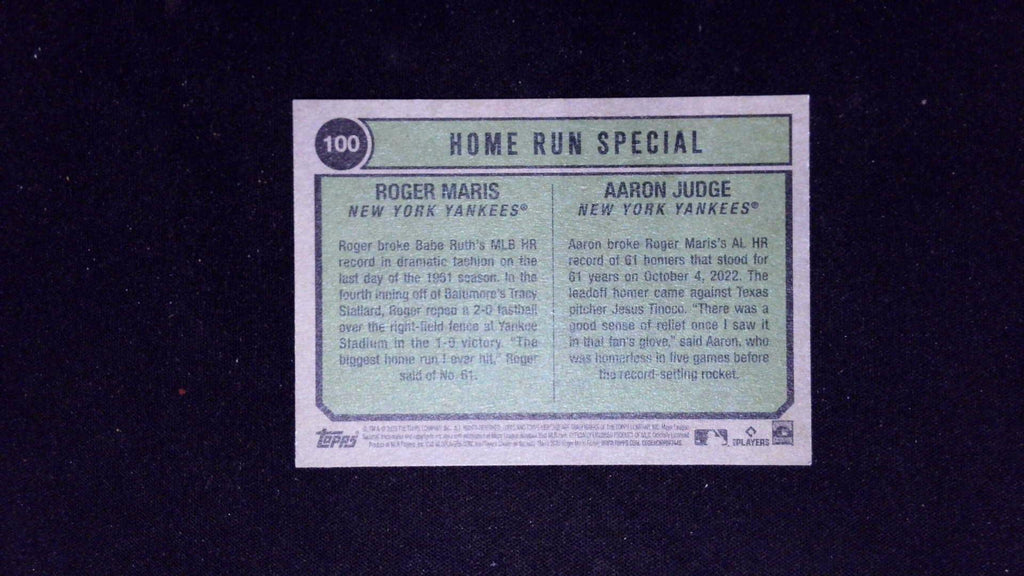 100
HOME RUN SPECIAL
ROGER MARIS
NEW YORK YANKEES®
Roger broke Babe Ruth's MLB HR
record in dramatic fashion on the
last day of the 1961 season. In the
fourth inning off of
Stallard, Roger roped a 2-0 fastball
over the right-field fence at Yankee
Stadium in the victory. "The
biggest home run I ever hit," Roger
said of No. 61.
AARON JUDGE
NEW YORK YANKEES®
Aaron broke Roger Maris's AL HR
record of 61 homers that stood for
61 years on October 4, 2022. The
leadoff homer came against Texas
pitcher Jesus Tinoco. "There was a
good sense of relief once I saw it
in that fan's glove," said Aaron, who
was homerless in five games before
the record-setting rocket.
Topps
PLAYERS